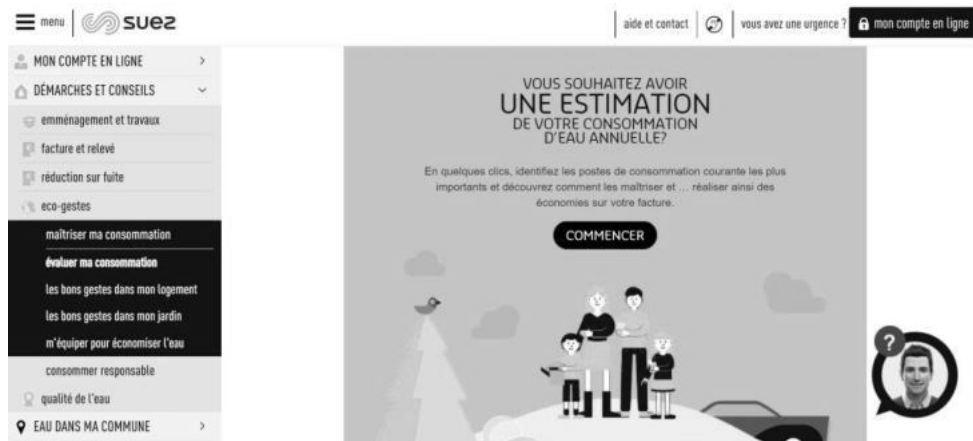 menu
suez
aide et contact
vous avez une urgence ?
mon compte en ligne
MON COMPTE EN LIGNE
DÉMARCHES ET CONSEILS
emménagement et travaux
facture et relevé
réduction sur fuite
eco-gestes
maîtriser ma consommation
évaluer ma consommation
les bons gestes dans mon logement
les bons gestes dans mon jardin
m'équiper pour économiser l'eau
consommer responsable
qualité de l'eau
EAU DANS MA COMMUNE
VOUS SOUHAITEZ AVOIR
UNE ESTIMATION
DE VOTRE CONSOMMATION
D'EAU ANNUELLE?
En quelques clics, identifiez les postes de consommation courante les plus
importants et découvrez comment les maîtriser et … réaliser ainsi des
économies sur votre facture.
COMMENCER
?